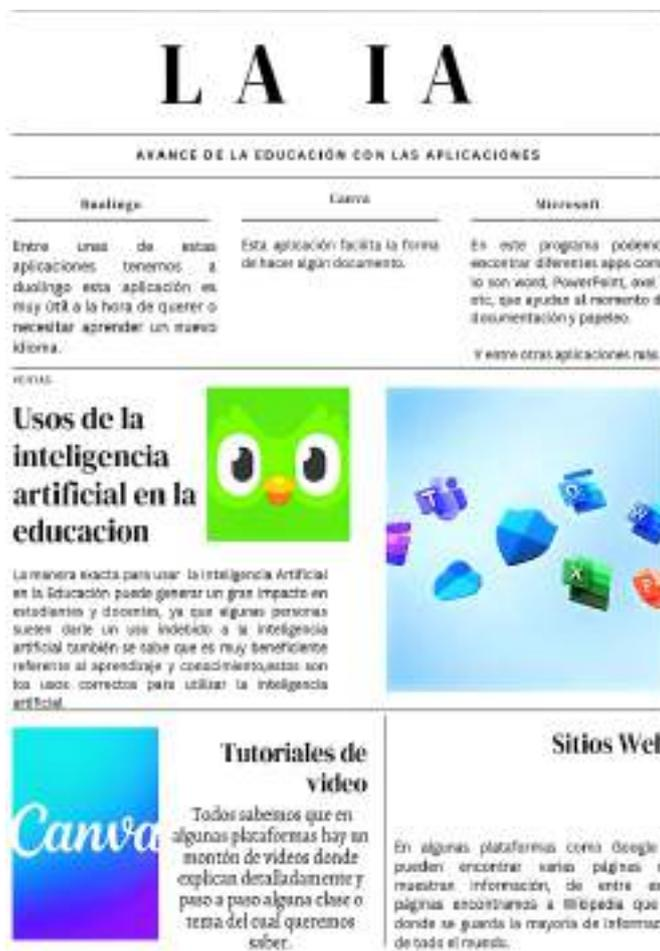 LA IA
AVANCE DE LA EDUCACIÓN CON LAS APLICACIONES
Duolingo
Entre unas de estas
aplicaciones tenemos a
duolingo esta aplicación es
muy útil a la hora de querer o
necesitar aprender un nuevo
idioma.
Canva
Esta aplicación facilita la forma
de hacer algún documento.
Microsoft
En este programa podemo
encontrar diferentes apps com
lo son word, PowerPoint, exel
etc, que ayudan al momento d
documentación y papeleo.
Y entre otras aplicaciones más.
Usos de la
inteligencia
artificial en la
educacion
La manera exacta para usar la Inteligencia Artificial
en la Educación puede generar un gran impacto en
estudiantes y docentes, ya que algunas personas
suelen darle un uso indebido a la inteligencia
artificial también se sabe que es muy beneficiente
referente al aprendizaje y conocimiento,estos son
los usos correctos para utilizar la inteligencia
artificial.
T
O
W
X
P
Canva
Tutoriales de
video
Todos sabemos que en
algunas plataformas hay un
montón de videos donde
explican detalladamente y
paso a paso alguna clase o
tema del cual queremos
saber.
Sitios Wel
En algunas plataformas como Google
pueden encontrar varias páginas
muestran información, de entre es
páginas encontramos a Wikipedia que
donde se guarda la mayoría de informac
de todo el mundo.